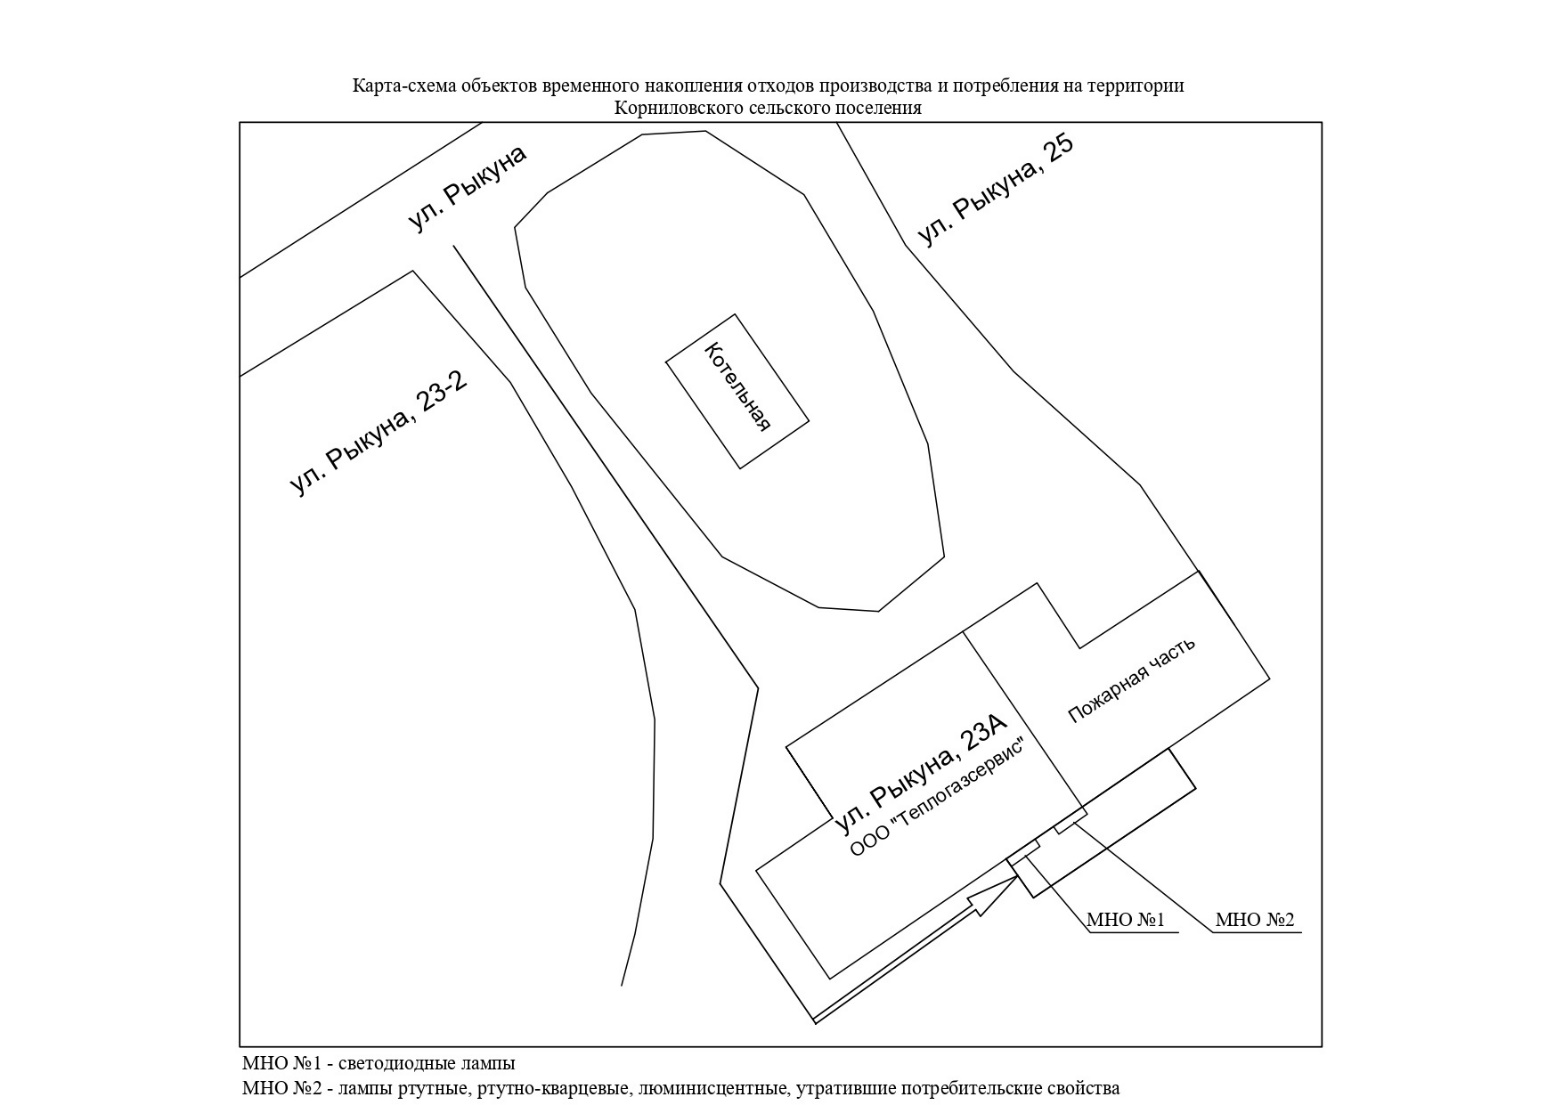 Карта-схема объектов временного накопления отходов производства и потребления на территории
Корниловского сельского поселения
ул. Рыкуна
ул. Рыкуна, 25
Котельная
ул. Рыкуна, 23-2
Пожарная часть
ул. Рыкуна, 23А
ООО "Теплогазсервис"
МНО №1
МНО №2
МНО №1 - светодиодные лампы
МНО №2 - лампы ртутные, ртутно-кварцевые, люминисцентные, утратившие потребительские свойства